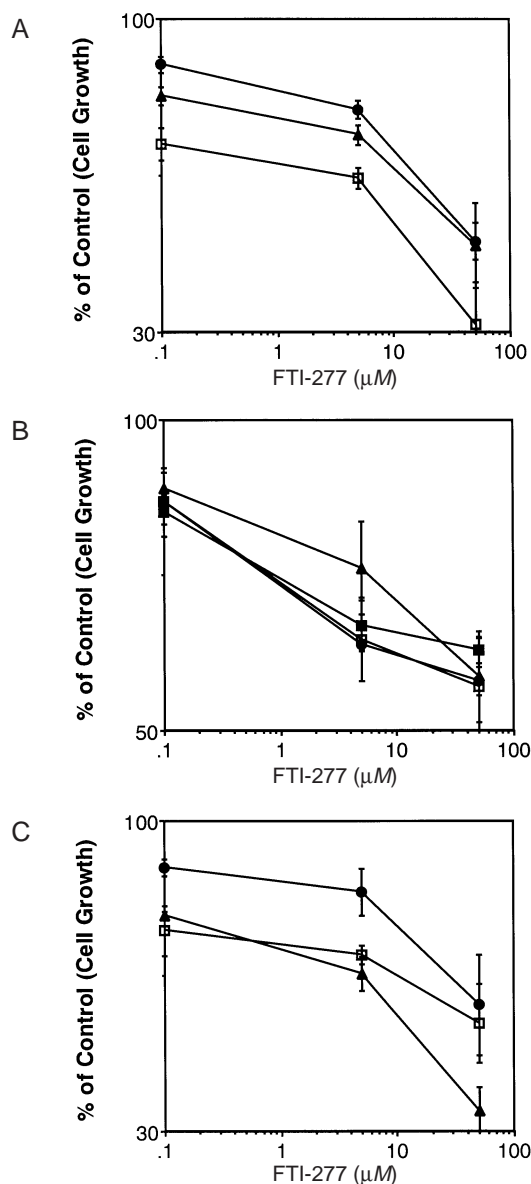 A
100
% of Control (Cell Growth)
30
.1 1 10 100
FTI-277 (μM)
B
100
% of Control (Cell Growth)
50
.1 1 10 100
FTI-277 (μM)
C
100
% of Control (Cell Growth)
30
.1 1 10 100
FTI-277 (μM)